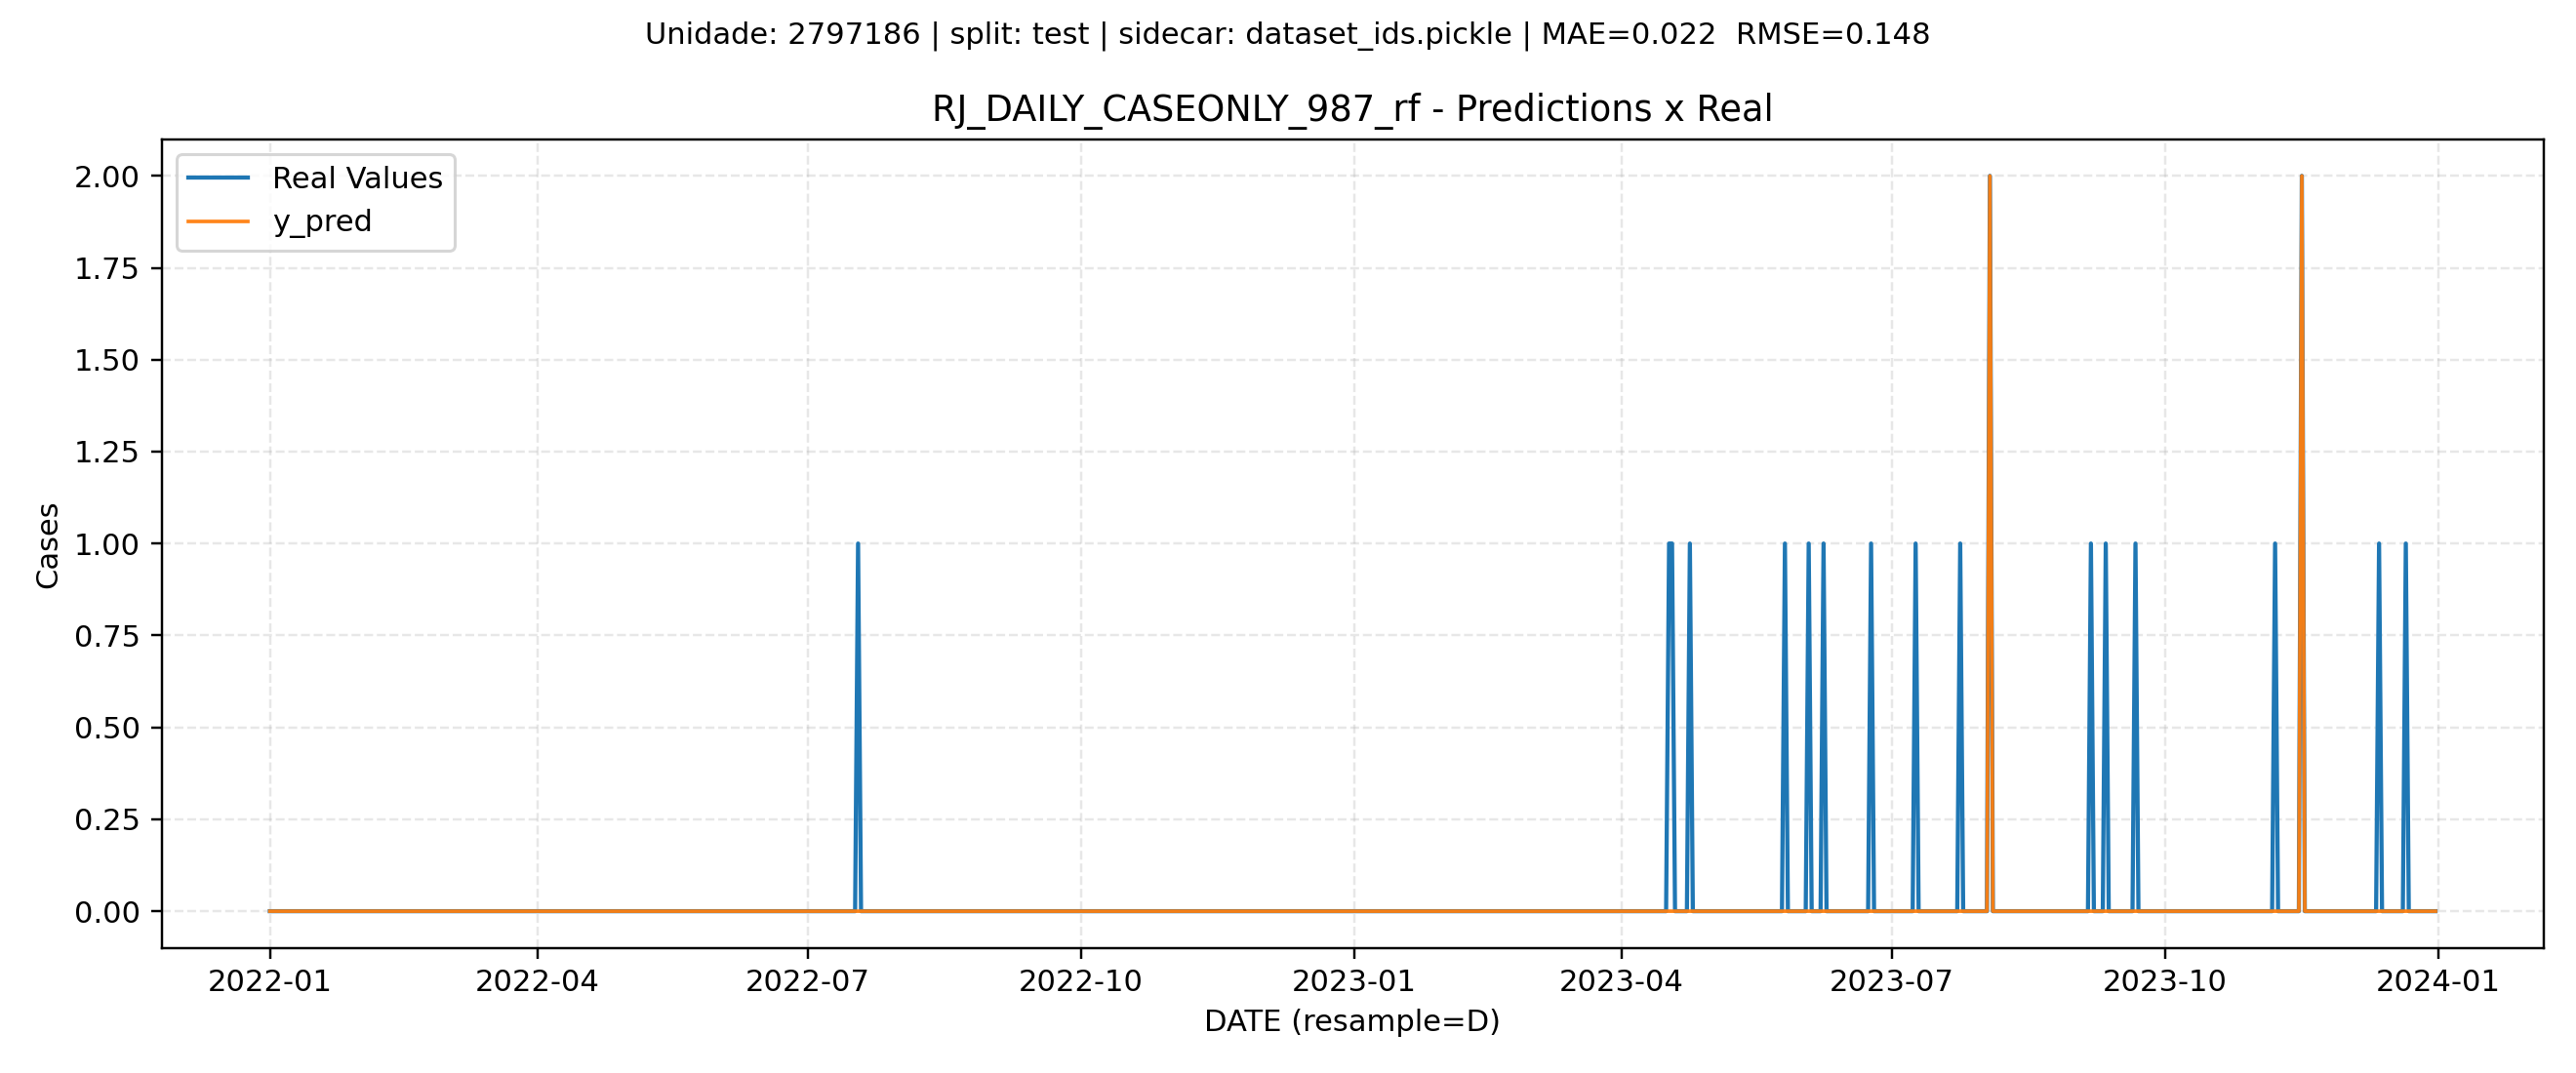 Unidade: 2797186 | split: test | sidecar: dataset_ids.pickle | MAE=0.022  RMSE=0.148
RJ_DAILY_CASEONLY_987_rf - Predictions x Real
Real Values
y_pred
2.00
1.75
1.50
1.25
1.00
0.75
0.50
0.25
0.00
Cases
2022-01 2022-04 2022-07 2022-10 2023-01 2023-04 2023-07 2023-10 2024-01
DATE (resample=D)